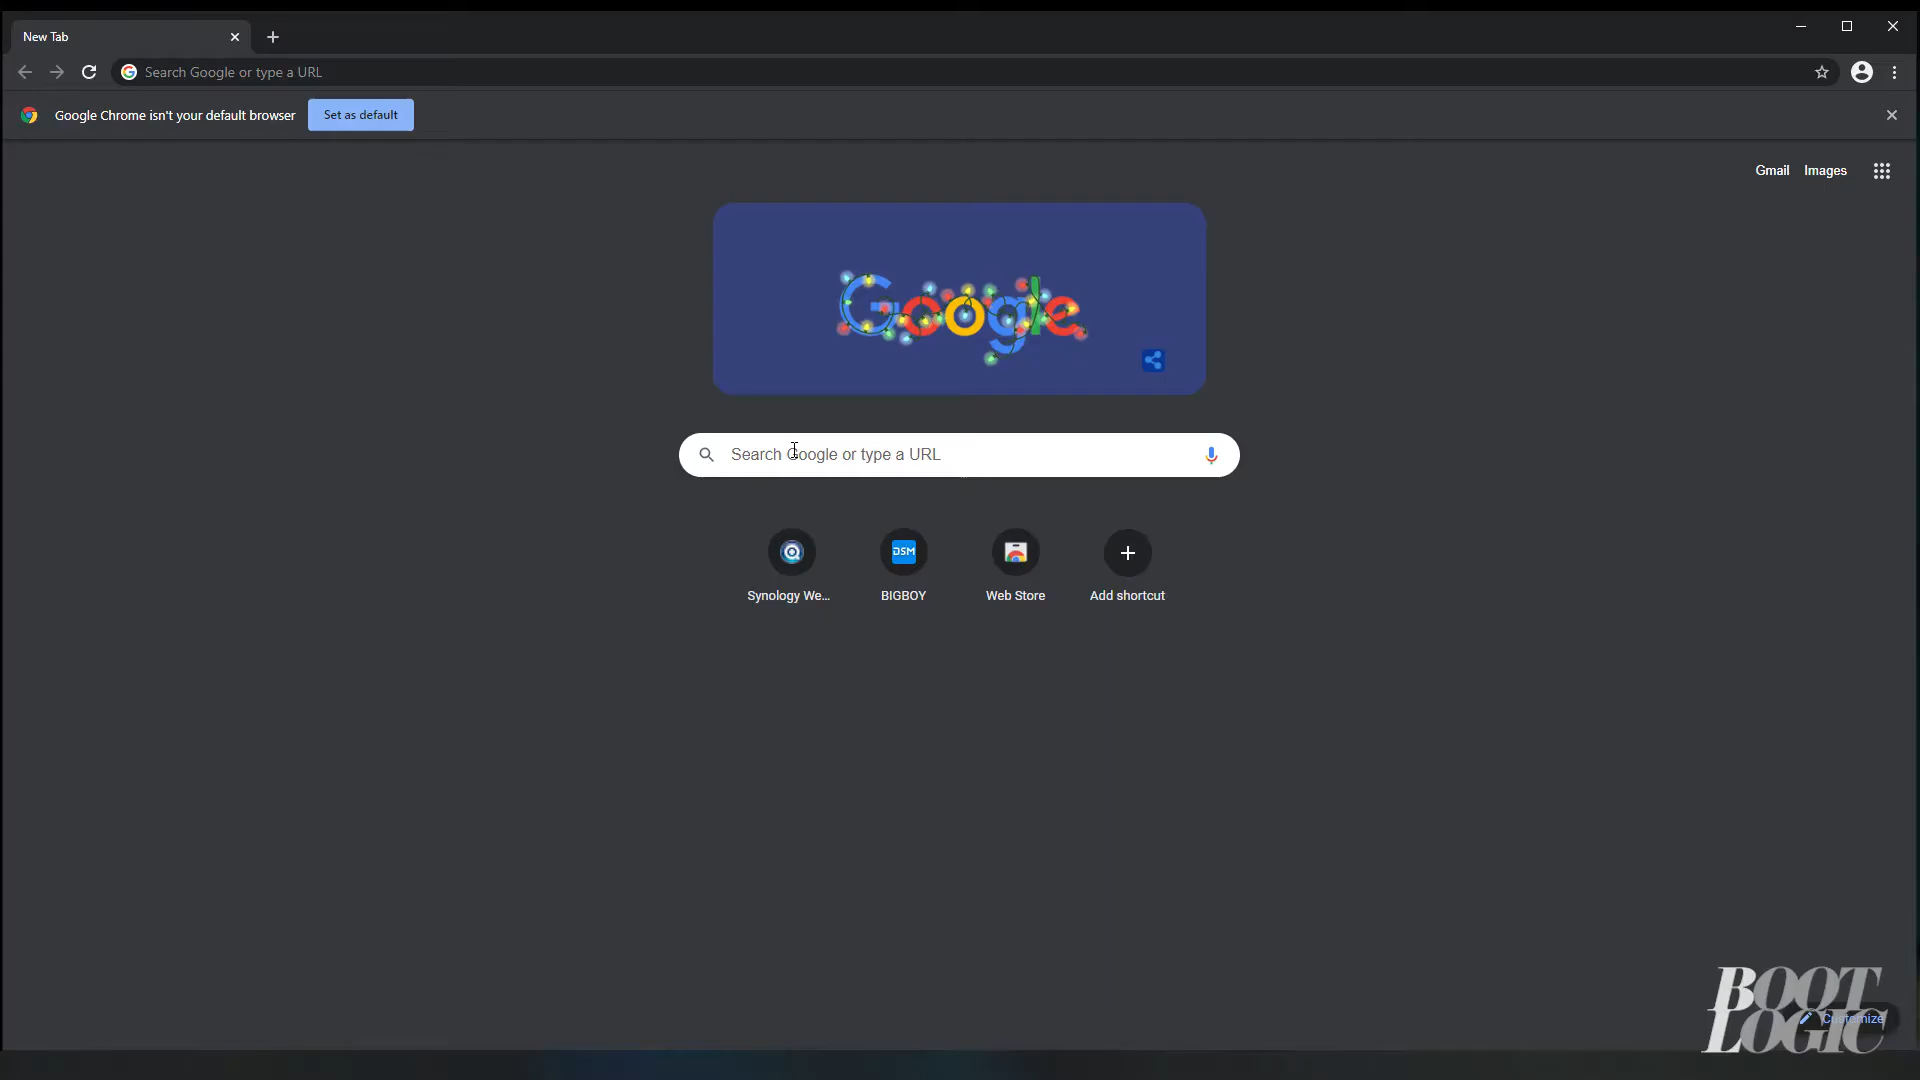 New Tab
Search Google or type a URL
Google Chrome isn't your default browser
Set as default
Gmail
Images
Google
Search Google or type a URL
DSM
Synology We...
BIGBOY
Web Store
Add shortcut
Customize
BOOT
LOGIC